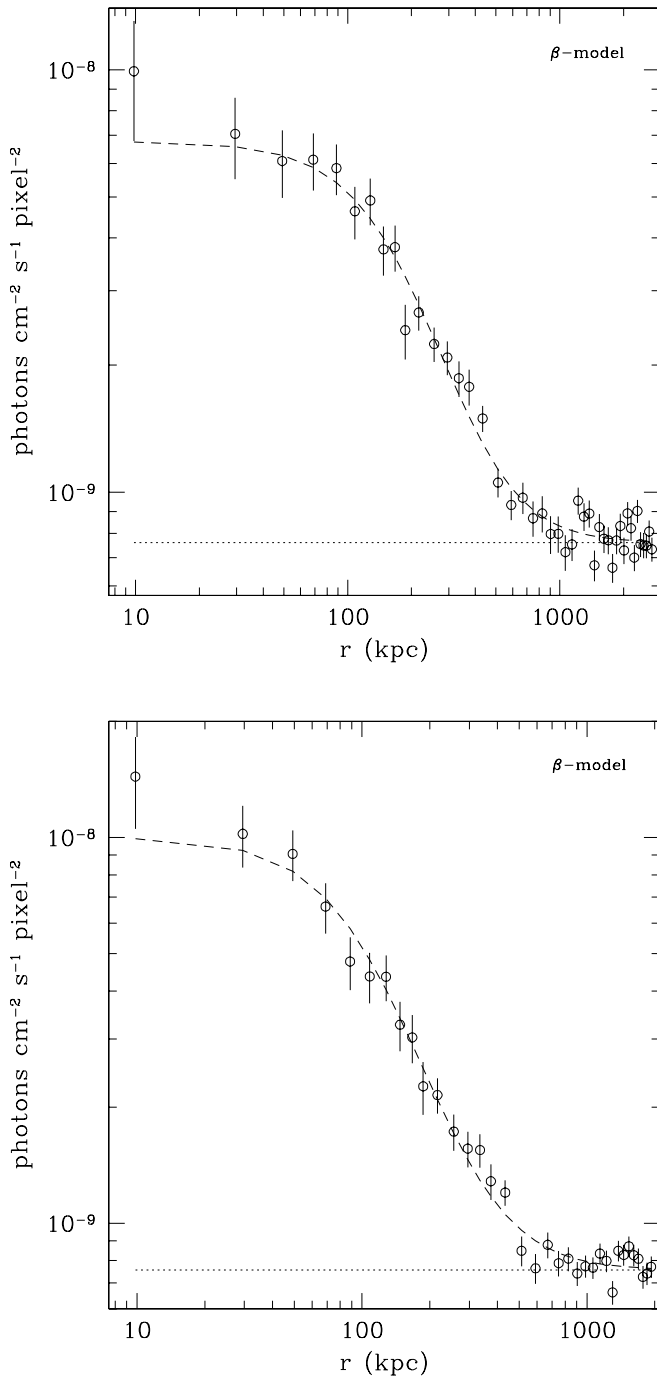 β−model
10⁻⁸
10⁻⁹
photons cm⁻² s⁻¹ pixel⁻²
10 100 1000
r (kpc)
β−model
10⁻⁸
10⁻⁹
photons cm⁻² s⁻¹ pixel⁻²
10 100 1000
r (kpc)